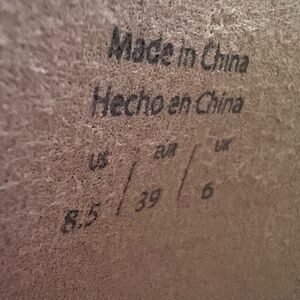 Made in China
Hecho en China
US / EUR / UK
8.5 / 39 / 6